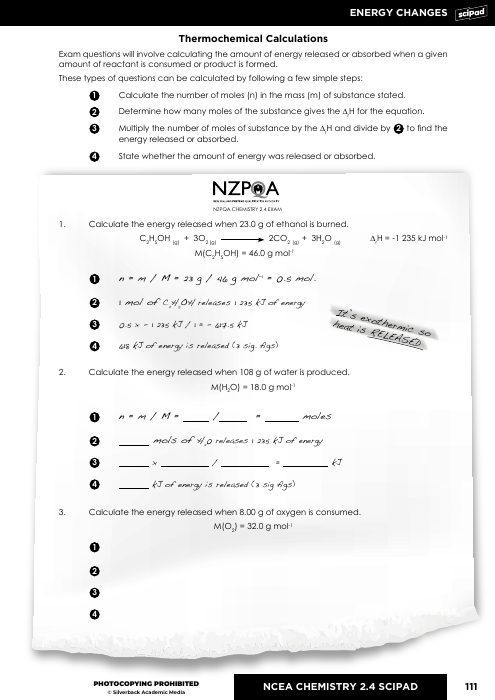 ENERGY CHANGES scipad
Thermochemical Calculations
Exam questions will involve calculating the amount of energy released or absorbed when a given
amount of reactant is consumed or product is formed.
These types of questions can be calculated by following a few simple steps:
1 Calculate the number of moles (n) in the mass (m) of substance stated.
2 Determine how many moles of the substance gives the ΔrH for the equation.
3 Multiply the number of moles of substance by the ΔrH and divide by 2 to find the
energy released or absorbed.
4 State whether the amount of energy was released or absorbed.
NZPQA
NZPQA CHEMISTRY 2.4 EXAM
1. Calculate the energy released when 23.0 g of ethanol is burned.
C₂H₅OH (g) + 3O₂ (g) → 2CO₂ (g) + 3H₂O (g) ΔrH = -1 235 kJ mol⁻¹
M(C₂H₅OH) = 46.0 g mol⁻¹
1 n = m / M = 23 g / 46 g mol⁻¹ = 0.5 mol.
2 1 mol of C₂H₅OH releases 1 235 kJ of energy
3 0.5 x - 1 235 kJ / 1 = - 617.5 kJ
4 618 kJ of energy is released (3 sig. figs)
It's exothermic so
heat is RELEASED
2. Calculate the energy released when 108 g of water is produced.
M(H₂O) = 18.0 g mol⁻¹
1 n = m / M = ____ / ____ = ____ moles
2 ____ mols of H₂O releases 1 235 kJ of energy
3 ____ x ____ / ____ = ____ kJ
4 ____ kJ of energy is released (3 sig figs)
3. Calculate the energy released when 8.00 g of oxygen is consumed.
M(O₂) = 32.0 g mol⁻¹
1
2
3
4
PHOTOCOPYING PROHIBITED
© Silverback Academic Media
NCEA CHEMISTRY 2.4 SCIPAD 111